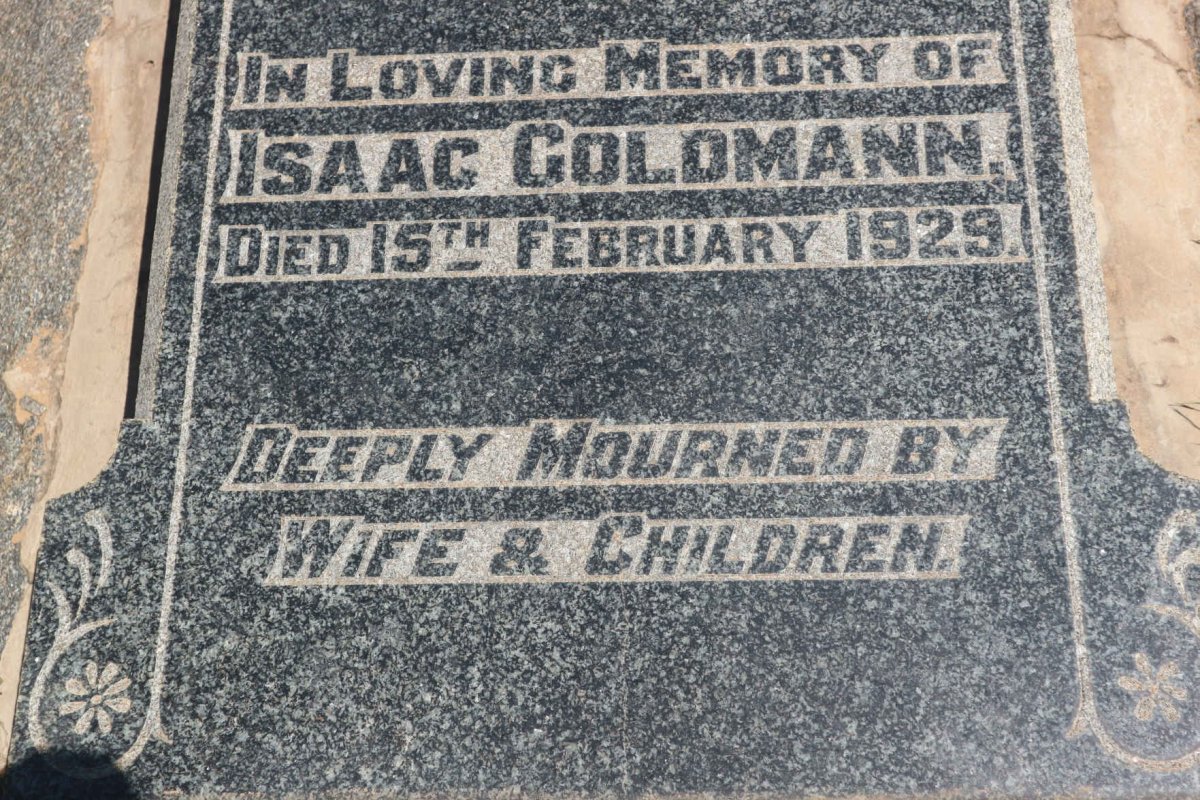 IN LOVING MEMORY OF
ISAAC GOLDMANN.
DIED 15TH FEBRUARY 1929.
DEEPLY MOURNED BY
WIFE & CHILDREN.